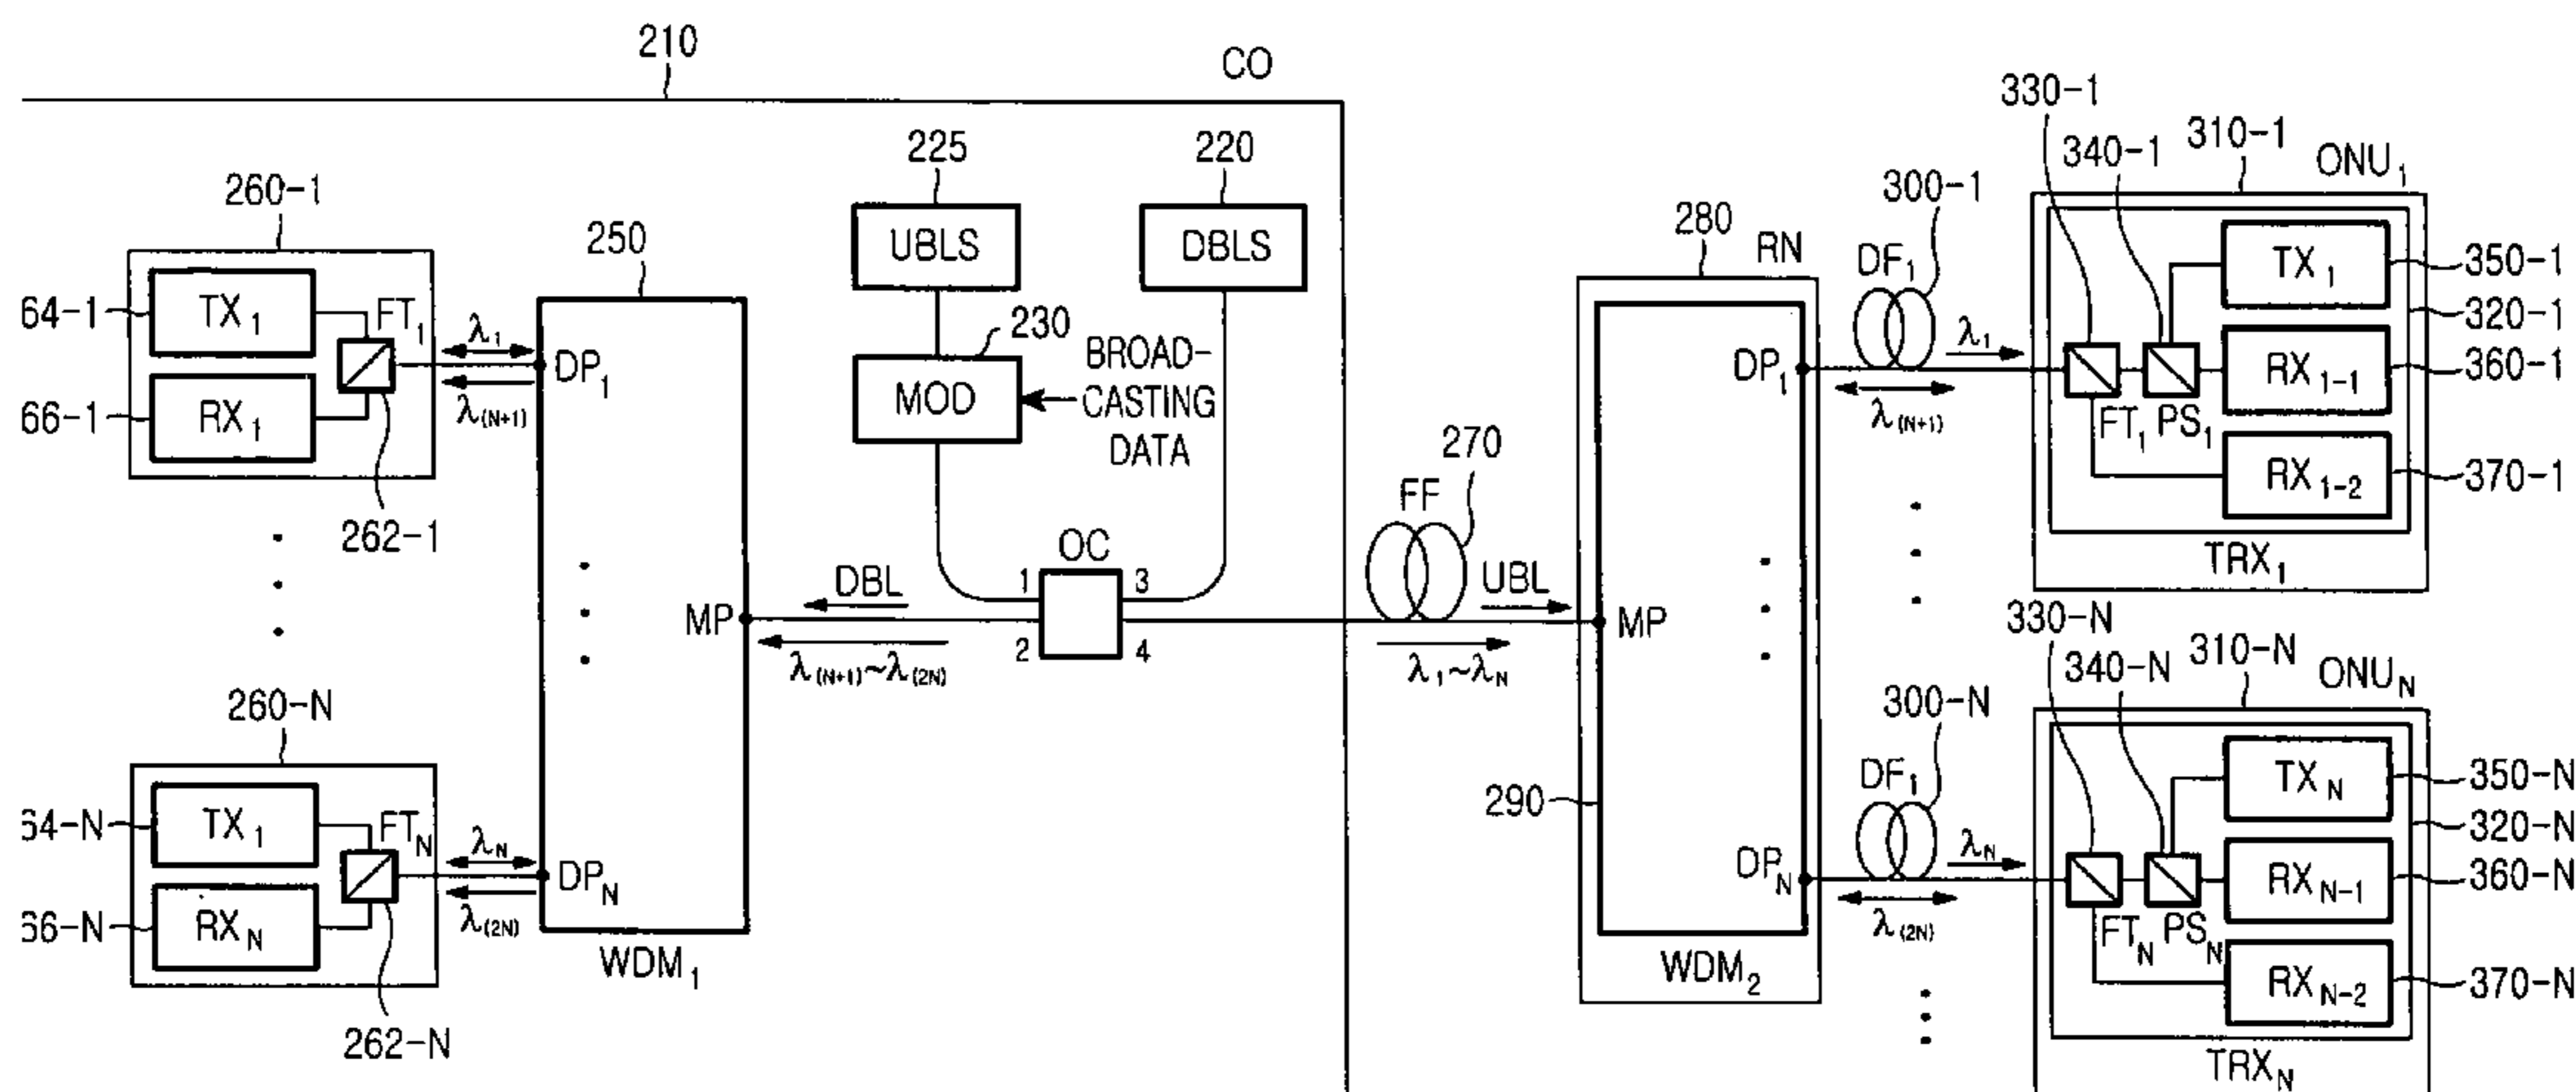 210
CO
260-1
64-1
TX1
FT1
66-1
RX1
262-1
λ1
λ(N+1)
250
DP1
MP
225
UBLS
220
DBLS
230
MOD
BROAD-
CASTING
DATA
OC
1
2
3
4
DBL
λ(N+1)~λ(2N)
FF
270
UBL
λ1~λN
280
RN
DP1
MP
290
DPN
WDM2
DF1
300-1
λ1
λ(N+1)
330-1
340-1
310-1
ONU1
TX1
350-1
320-1
RX1-1
360-1
FT1
PS1
RX1-2
370-1
TRX1
260-N
64-N
TX1
FTN
66-N
RXN
262-N
λN
λ(2N)
DPN
WDM1
DF1
300-N
λN
λ(2N)
330-N
340-N
310-N
ONUN
TXN
350-N
320-N
RXN-1
360-N
FTN
PSN
RXN-2
370-N
TRXN